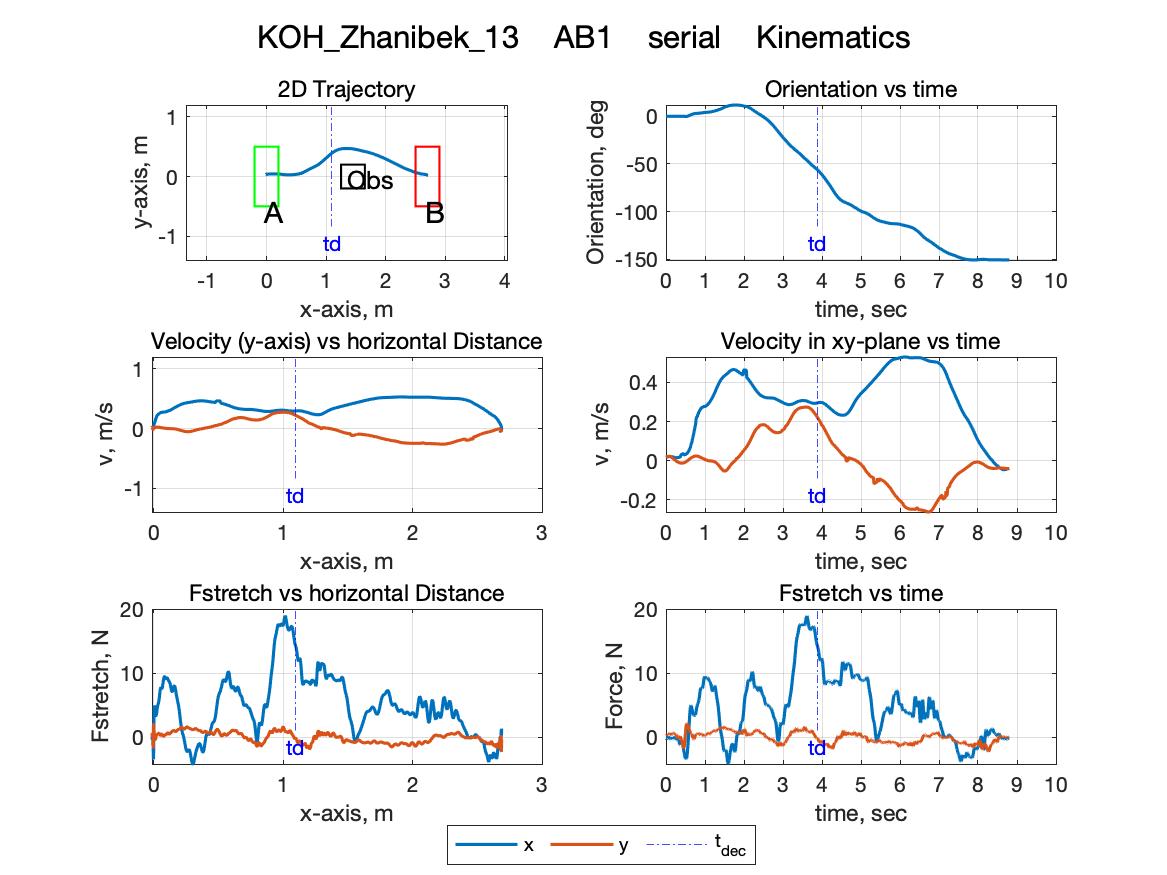 KOH_Zhanibek_13 AB1 serial Kinematics
2D Trajectory
y-axis, m
1
0
-1
A
Obs
B
td
-1 0 1 2 3 4
x-axis, m
Orientation vs time
Orientation, deg
0
-50
-100
-150
td
0 1 2 3 4 5 6 7 8 9 10
time, sec
Velocity (y-axis) vs horizontal Distance
v, m/s
1
0
-1
td
0 1 2 3
x-axis, m
Velocity in xy-plane vs time
v, m/s
0.4
0.2
0
-0.2
td
0 1 2 3 4 5 6 7 8 9 10
time, sec
Fstretch vs horizontal Distance
Fstretch, N
20
10
0
td
0 1 2 3
x-axis, m
Fstretch vs time
Force, N
20
10
0
td
0 1 2 3 4 5 6 7 8 9 10
time, sec
x y t_dec